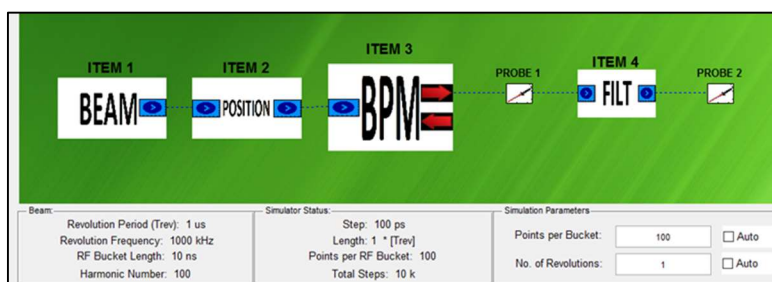 ITEM 1
ITEM 2
ITEM 3
ITEM 4
BEAM
POSITION
BPM
PROBE 1
FILT
PROBE 2
Beam:
Revolution Period (Trev): 1 us
Revolution Frequency: 1000 kHz
RF Bucket Length: 10 ns
Harmonic Number: 100
Simulator Status:
Step: 100 ps
Length: 1 * [Trev]
Points per RF Bucket: 100
Total Steps: 10 k
Simulation Parameters
Points per Bucket: 100 Auto
No. of Revolutions: 1 Auto